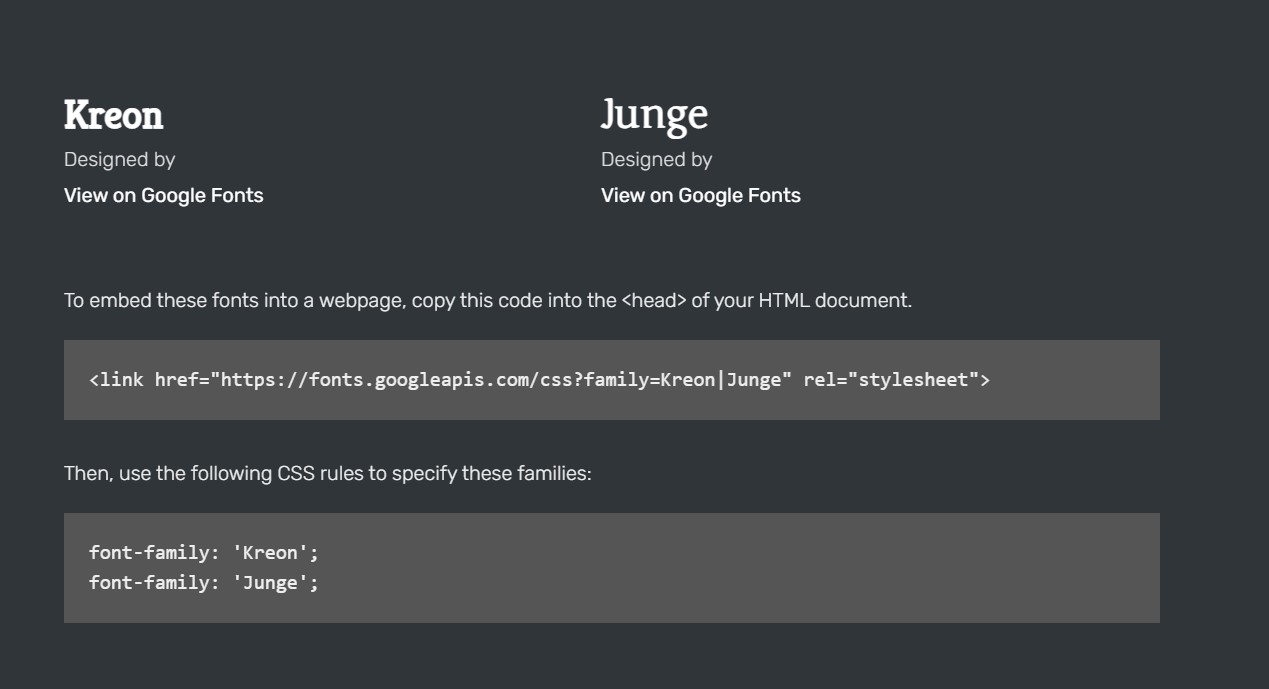 Kreon
Designed by
View on Google Fonts
Junge
Designed by
View on Google Fonts
To embed these fonts into a webpage, copy this code into the <head> of your HTML document.
<link href="https://fonts.googleapis.com/css?family=Kreon|Junge" rel="stylesheet">
Then, use the following CSS rules to specify these families:
font-family: 'Kreon';
font-family: 'Junge';